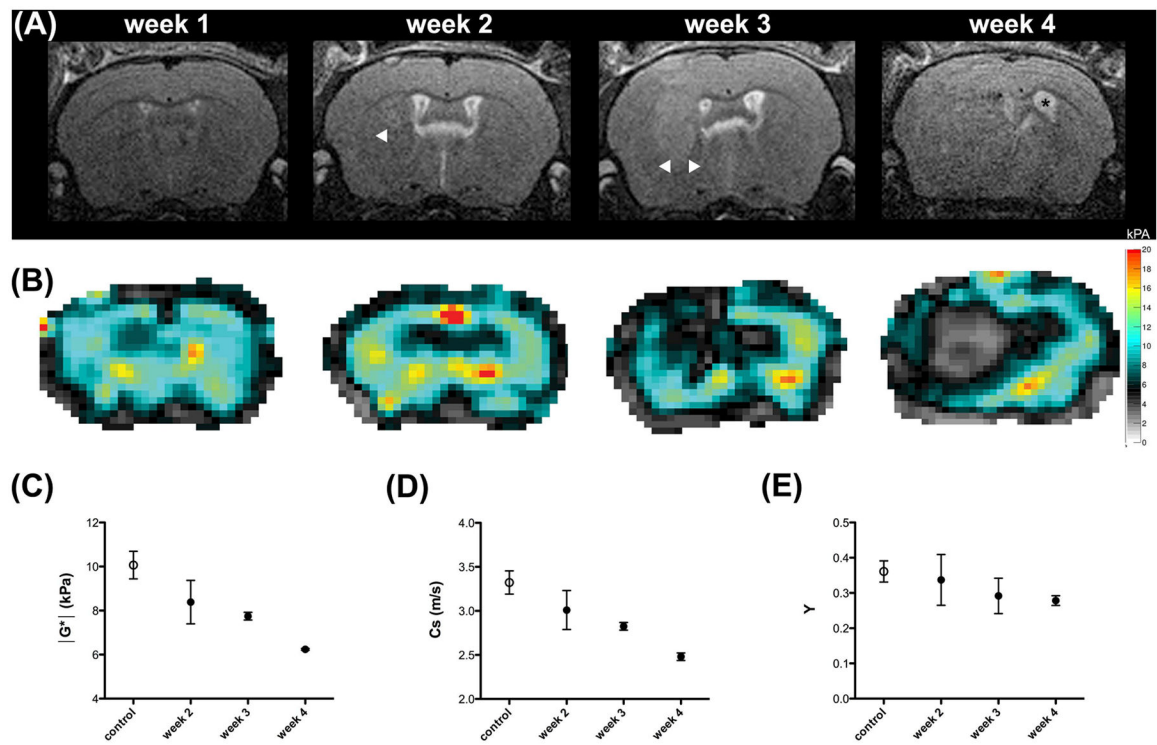 (A) week 1 week 2 week 3 week 4
*
kPA
(B)
20
18
16
14
12
10
8
6
4
2
0
(C) (D) (E)
12
10
8
6
4
|G*| (kPa)
control week 2 week 3 week 4
4.0
3.5
3.0
2.5
2.0
Cs (m/s)
control week 2 week 3 week 4
0.5
0.4
0.3
0.2
0.1
0.0
Y
control week 2 week 3 week 4